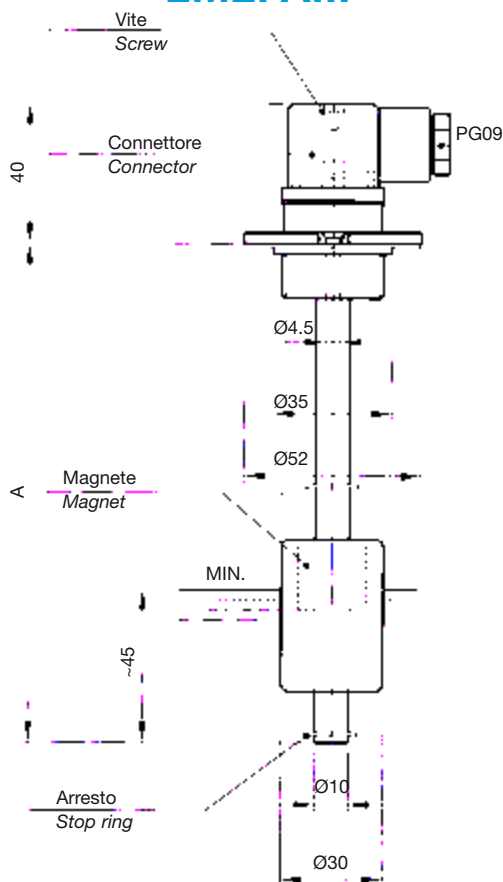 Vite
Screw
PG09
Connettore
Connector
40
Ø4.5
Ø35
Ø52
A
Magnete
Magnet
MIN.
~45
Arresto
Stop ring
Ø10
Ø30